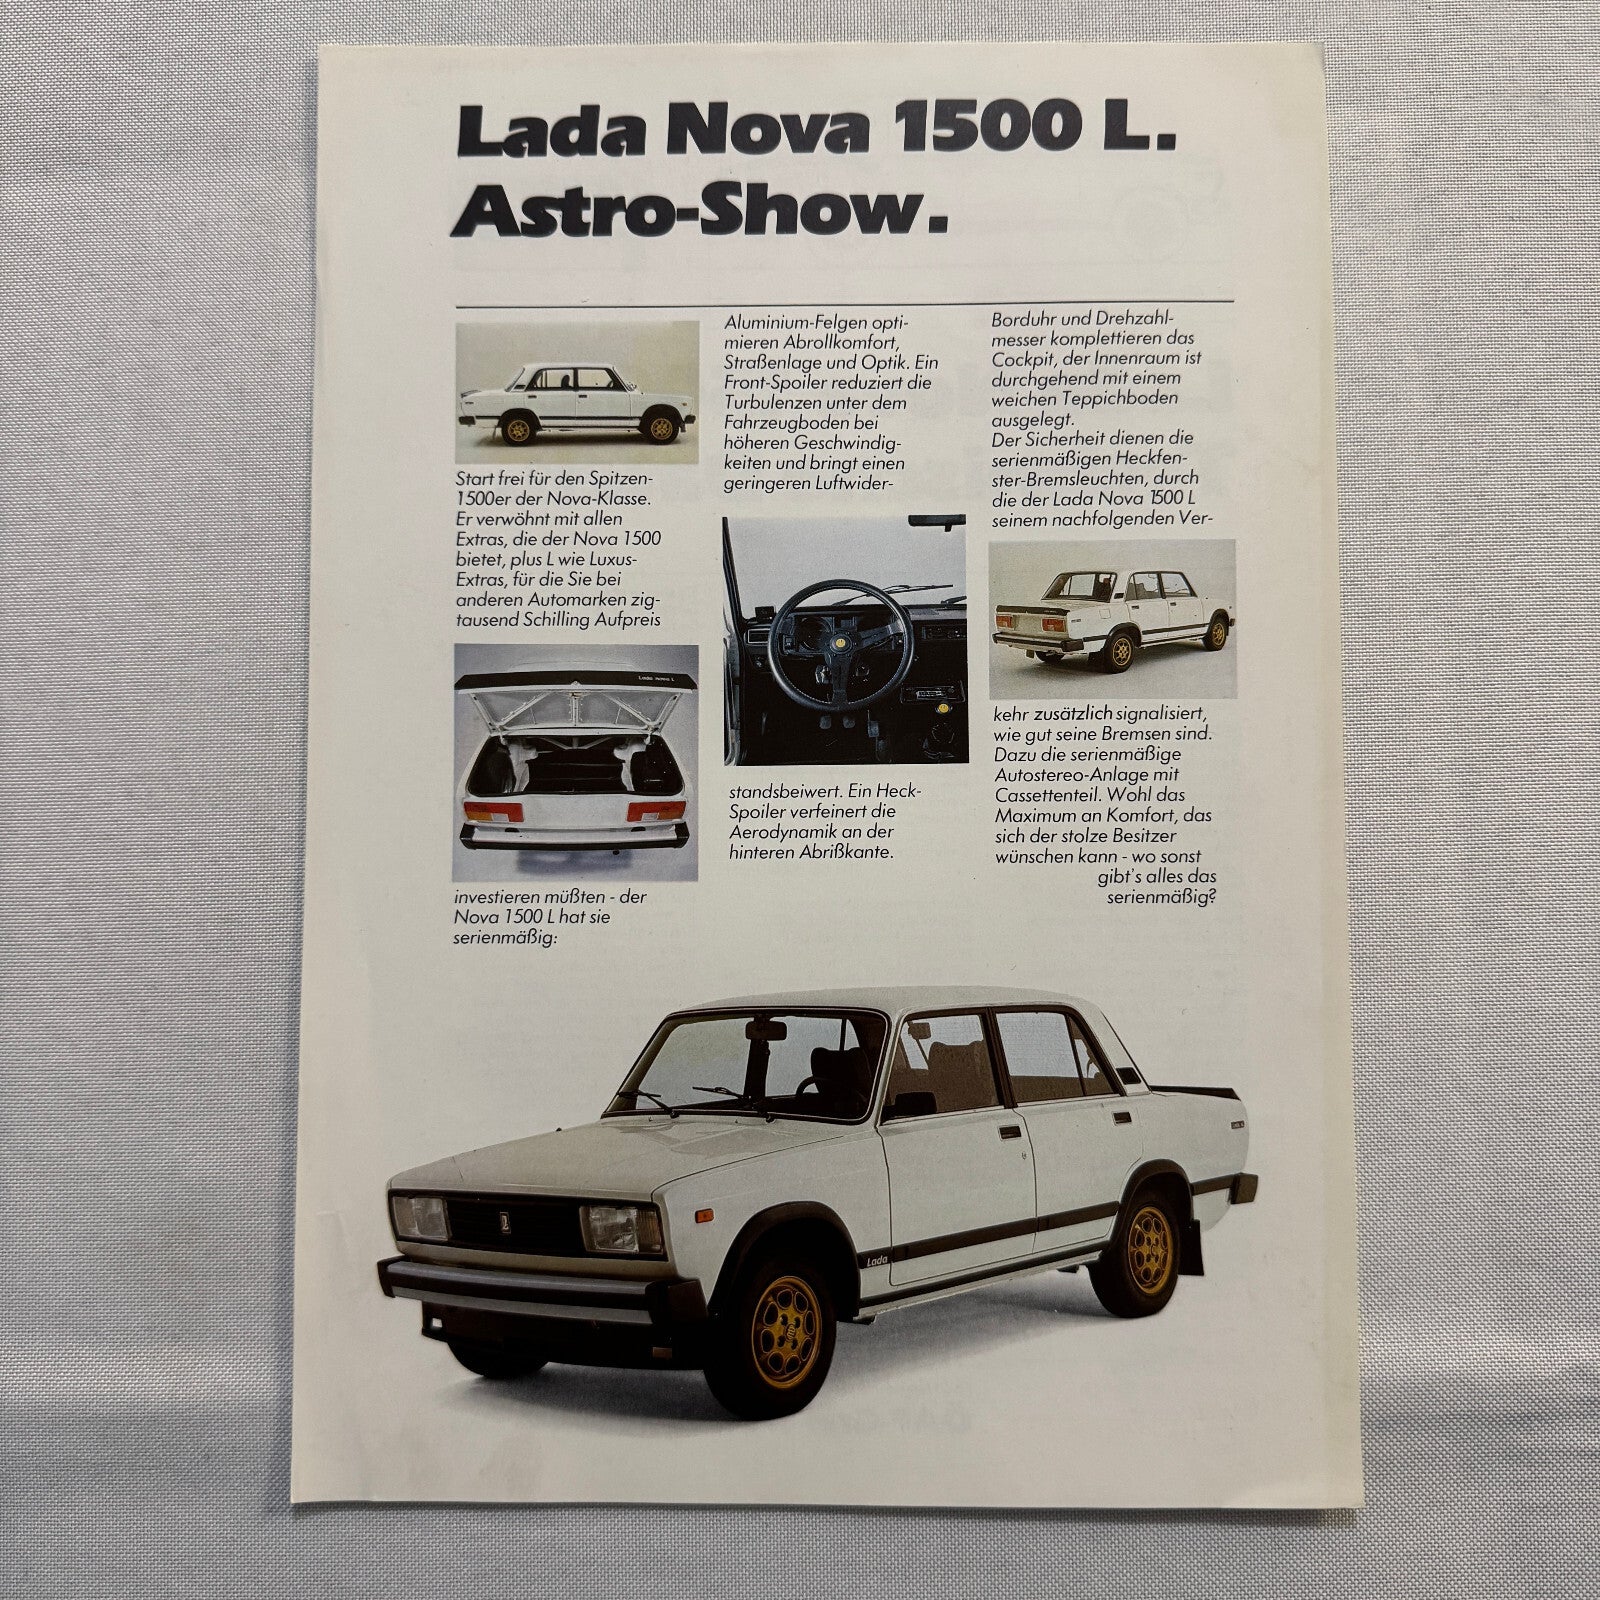 Lada Nova 1500 L.
Astro-Show.
Start frei für den Spitzen-
1500er der Nova-Klasse.
Er verwöhnt mit allen
Extras, die der Nova 1500
bietet, plus L wie Luxus-
Extras, für die Sie bei
anderen Automarken zig-
tausend Schilling Aufpreis
Lada nova L
investieren müßten - der
Nova 1500 L hat sie
serienmäßig:
Aluminium-Felgen opti-
mieren Abrollkomfort,
Straßenlage und Optik. Ein
Front-Spoiler reduziert die
Turbulenzen unter dem
Fahrzeugboden bei
höheren Geschwindig-
keiten und bringt einen
geringeren Luftwider-
standsbeiwert. Ein Heck-
Spoiler verfeinert die
Aerodynamik an der
hinteren Abrißkante.
Borduhr und Drehzahl-
messer komplettieren das
Cockpit, der Innenraum ist
durchgehend mit einem
weichen Teppichboden
ausgelegt.
Der Sicherheit dienen die
serienmäßigen Heckfen-
ster-Bremsleuchten, durch
die der Lada Nova 1500 L
seinem nachfolgenden Ver-
kehr zusätzlich signalisiert,
wie gut seine Bremsen sind.
Dazu die serienmäßige
Autostereo-Anlage mit
Cassettenteil. Wohl das
Maximum an Komfort, das
sich der stolze Besitzer
wünschen kann - wo sonst
gibt's alles das
serienmäßig?
Lada